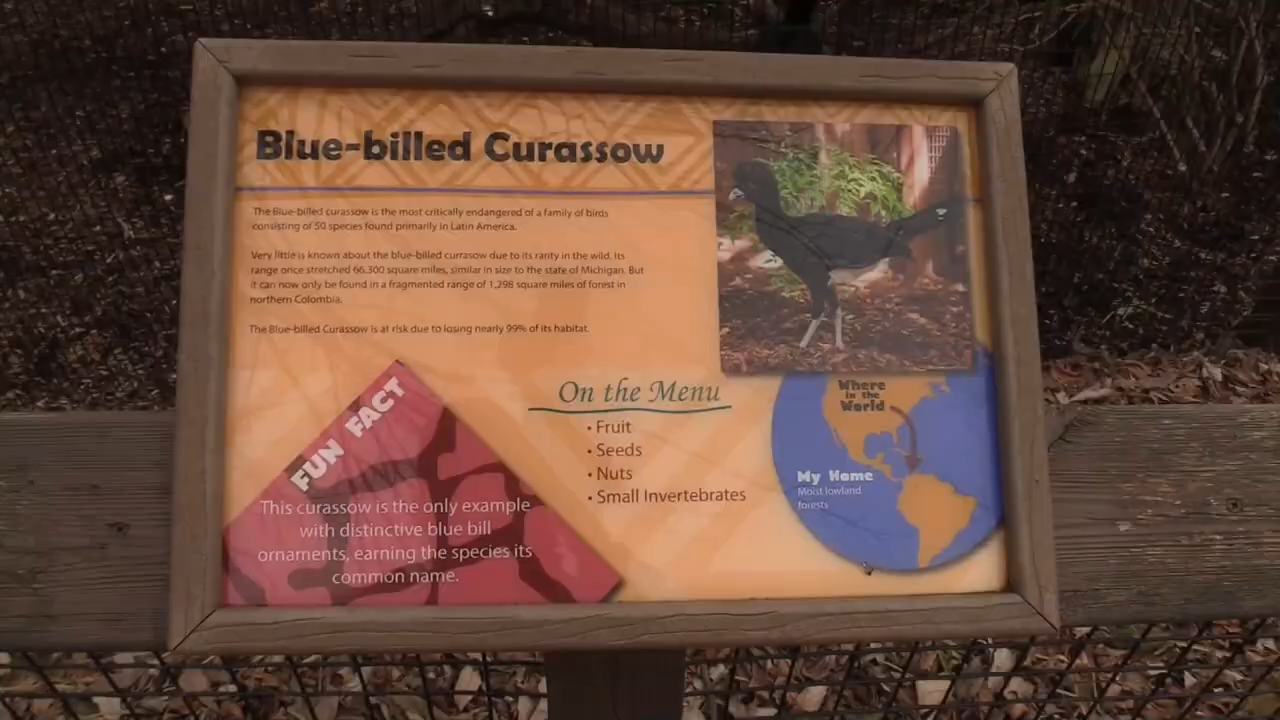 Blue-billed Curassow
The Blue-billed curassow is the most critically endangered of a family of birds
consisting of 50 species found primarily in Latin America.
Very little is known about the blue-billed currasow due to its rarity in the wild. Its
range once stretched 66,300 square miles, similar in size to the state of Michigan. But
it can now only be found in a fragmented range of 1,298 square miles of forest in
northern Colombia.
The Blue-billed Curassow is at risk due to losing nearly 99% of its habitat.
FUN FACT
This curassow is the only example
with distinctive blue bill
ornaments, earning the species its
common name.
On the Menu
• Fruit
• Seeds
• Nuts
• Small Invertebrates
Where
in the
World
My Home
Moist lowland
forests